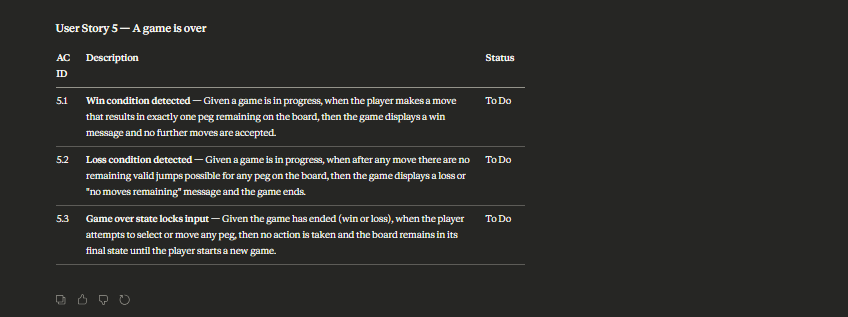 User Story 5 — A game is over
AC ID Description Status
5.1 Win condition detected — Given a game is in progress, when the player makes a move To Do
that results in exactly one peg remaining on the board, then the game displays a win
message and no further moves are accepted.
5.2 Loss condition detected — Given a game is in progress, when after any move there are no To Do
remaining valid jumps possible for any peg on the board, then the game displays a loss or
"no moves remaining" message and the game ends.
5.3 Game over state locks input — Given the game has ended (win or loss), when the player To Do
attempts to select or move any peg, then no action is taken and the board remains in its
final state until the player starts a new game.